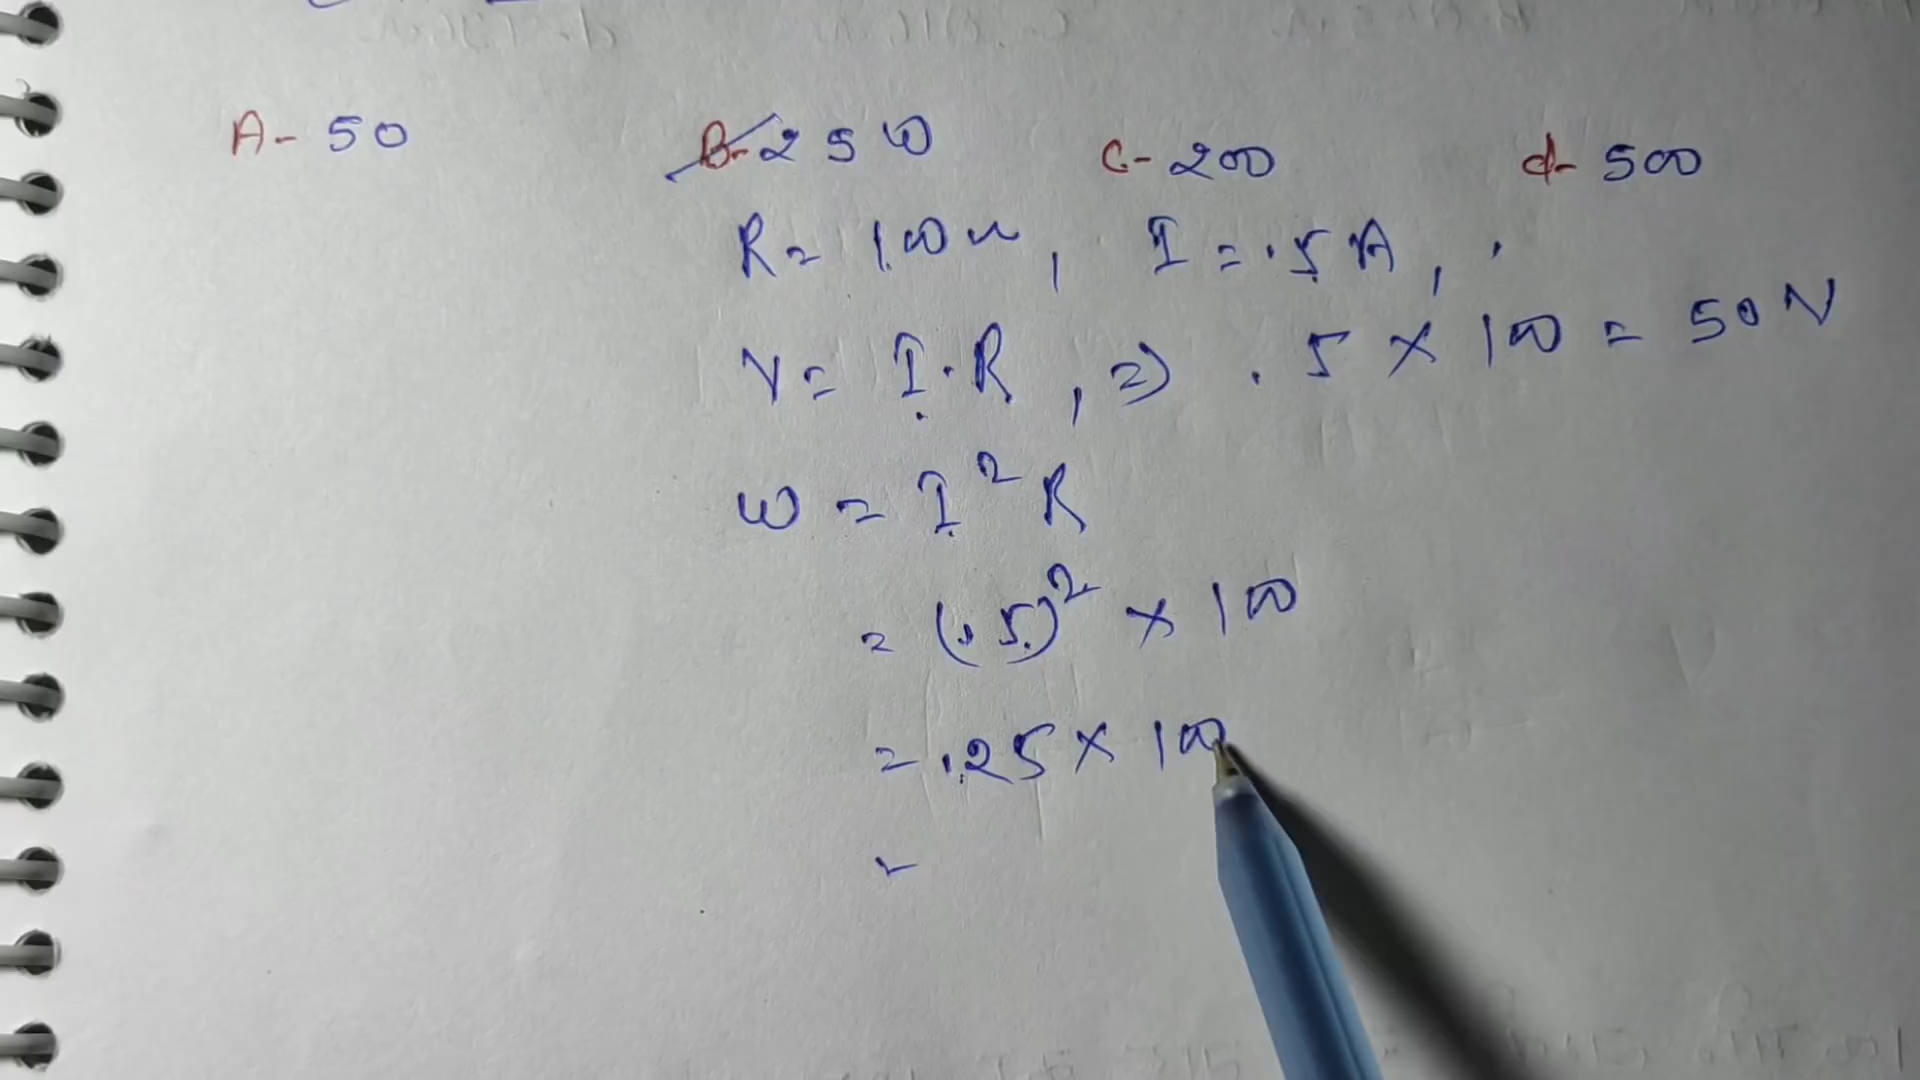 A- 50 B- 25 W C- 200 d- 500
R = 100 Ω, I = .5 A,
V = I.R, => .5 × 100 = 50 V
W = I² R
= (.5)² × 100
= .25 × 100
=